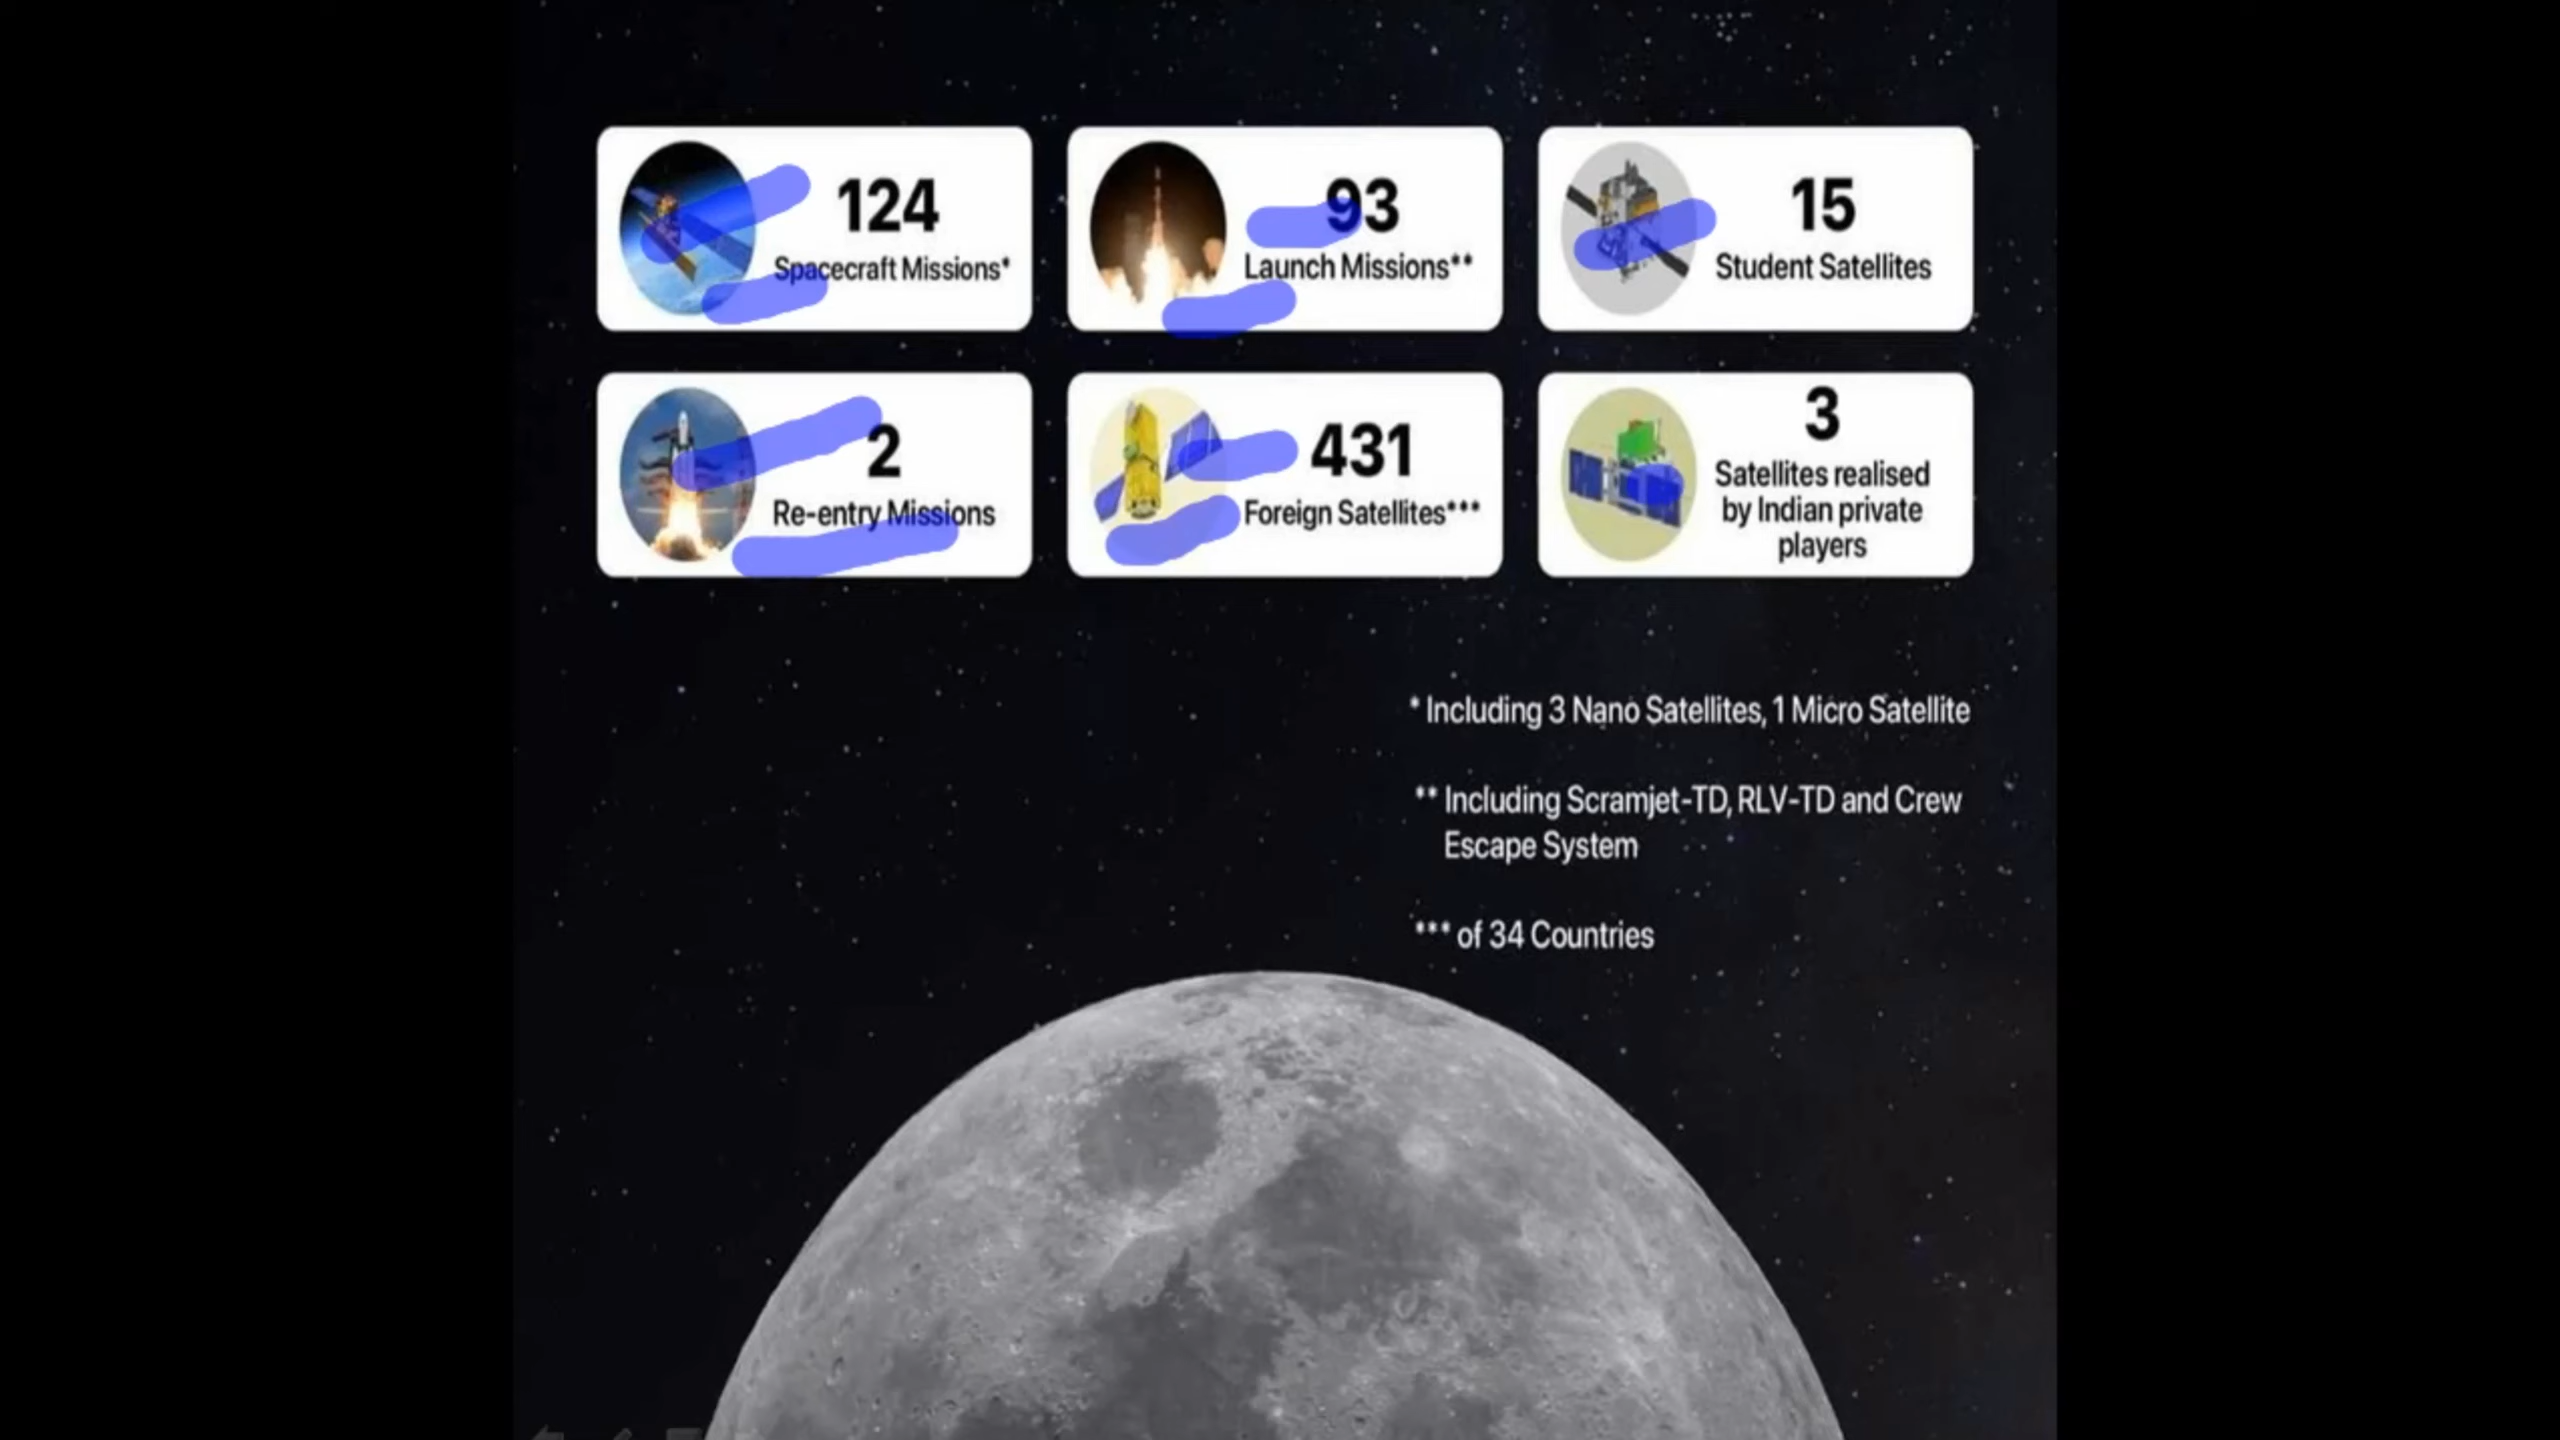 124
Spacecraft Missions*
93
Launch Missions**
15
Student Satellites
2
Re-entry Missions
431
Foreign Satellites***
3
Satellites realised
by Indian private
players
* Including 3 Nano Satellites, 1 Micro Satellite
** Including Scramjet-TD, RLV-TD and Crew
Escape System
*** of 34 Countries